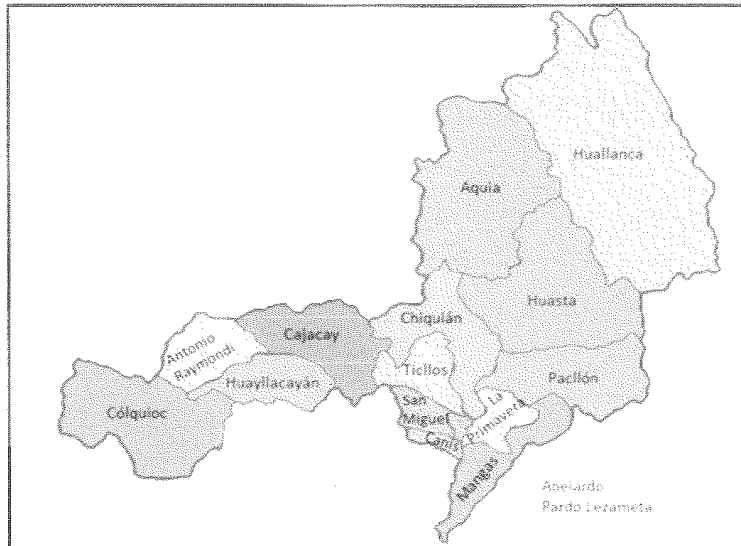 Huallanca
Aquia
Huasta
Chiquián
Cajacay
Antonio
Raymondi
Ticllos
Pacllón
Huayllacayán
San
Miguel
La
Primavera
Cólquioc
Canis
Mangas
Abelardo
Pardo Lezameta